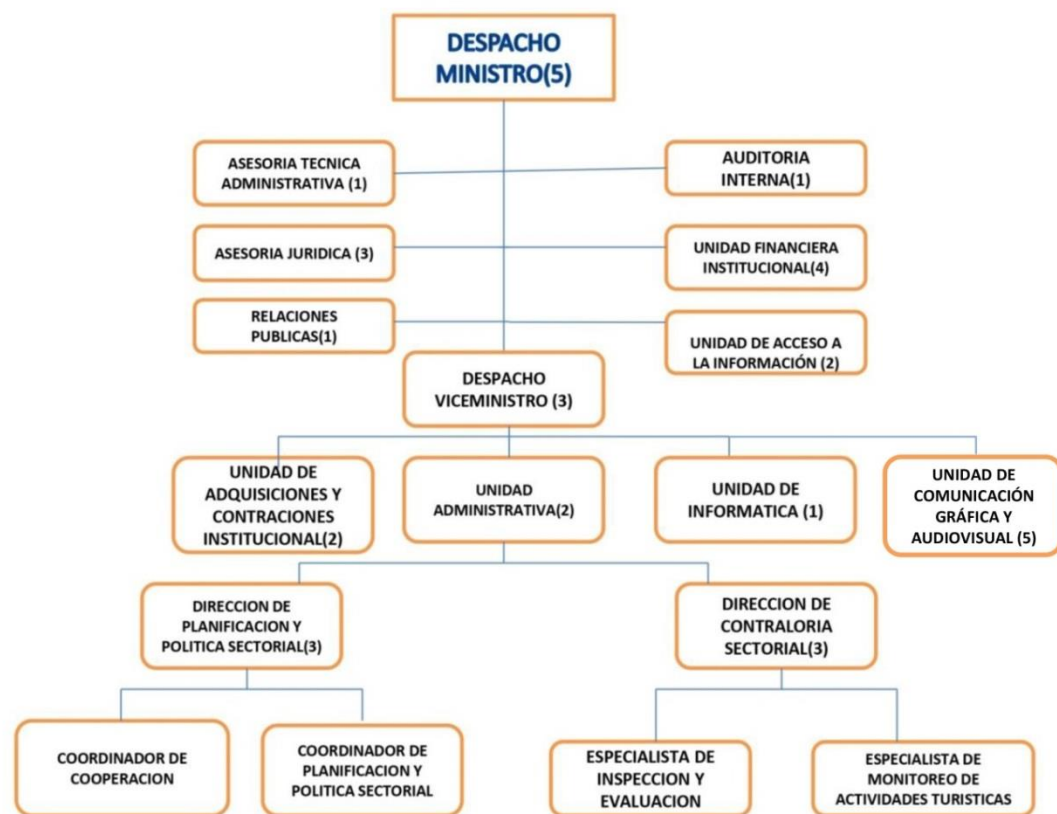 DESPACHO
MINISTRO(5)
ASESORIA TECNICA
ADMINISTRATIVA (1)
AUDITORIA
INTERNA(1)
ASESORIA JURIDICA (3)
UNIDAD FINANCIERA
INSTITUCIONAL(4)
RELACIONES
PUBLICAS(1)
UNIDAD DE ACCESO A
LA INFORMACIÓN (2)
DESPACHO
VICEMINISTRO (3)
UNIDAD DE
ADQUISICIONES Y
CONTRACIONES
INSTITUCIONAL(2)
UNIDAD
ADMINISTRATIVA(2)
UNIDAD DE
INFORMATICA (1)
UNIDAD DE
COMUNICACIÓN
GRÁFICA Y
AUDIOVISUAL (5)
DIRECCION DE
PLANIFICACION Y
POLITICA SECTORIAL(3)
DIRECCION DE
CONTRALORIA
SECTORIAL(3)
COORDINADOR DE
COOPERACION
COORDINADOR DE
PLANIFICACION Y
POLITICA SECTORIAL
ESPECIALISTA DE
INSPECCION Y
EVALUACION
ESPECIALISTA DE
MONITOREO DE
ACTIVIDADES TURISTICAS